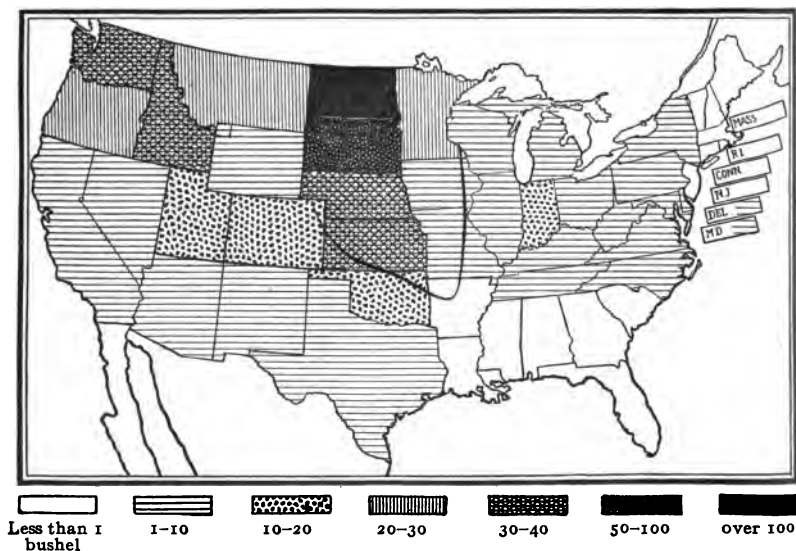 MASS
R I
CONN.
N.J
DEL
M D
Less than 1
bushel
1-10
10-20
20-30
30-40
50-100
over 100